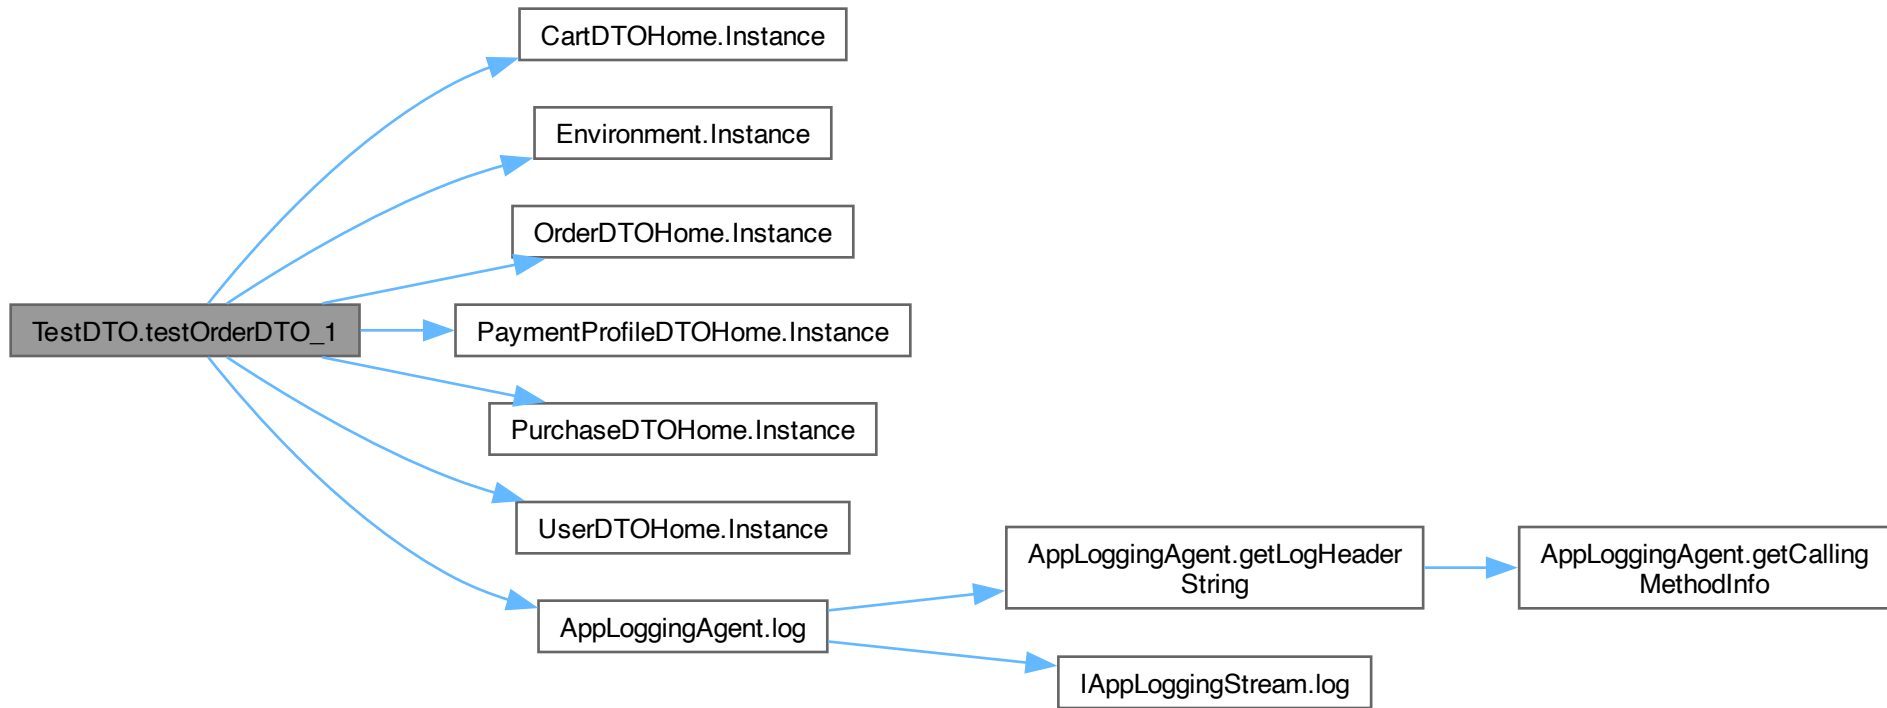 CartDTOHome.Instance
Environment.Instance
OrderDTOHome.Instance
TestDTO.testOrderDTO_1
PaymentProfileDTOHome.Instance
PurchaseDTOHome.Instance
UserDTOHome.Instance
AppLoggingAgent.log
AppLoggingAgent.getLogHeader
String
AppLoggingAgent.getCalling
MethodInfo
IAppLoggingStream.log